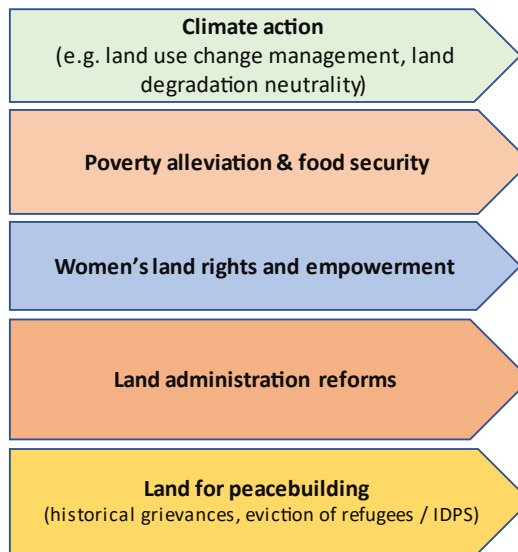 Climate action
(e.g. land use change management, land
degradation neutrality)
Poverty alleviation & food security
Women's land rights and empowerment
Land administration reforms
Land for peacebuilding
(historical grievances, eviction of refugees / IDPS)